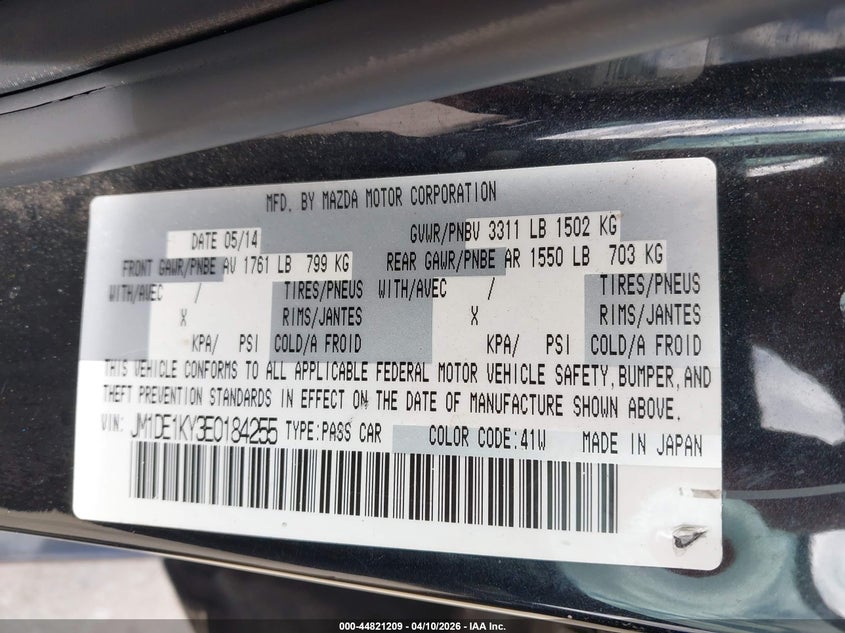 MFD. BY MAZDA MOTOR CORPORATION
DATE 05/14 GVWR/PNBV 3311 LB 1502 KG
FRONT GAWR/PNBE AV 1761 LB 799 KG REAR GAWR/PNBE AR 1550 LB 703 KG
WITH/AVEC / TIRES/PNEUS WITH/AVEC / TIRES/PNEUS
X RIMS/JANTES X RIMS/JANTES
KPA/ PSI COLD/A FROID KPA/ PSI COLD/A FROID
THIS VEHICLE CONFORMS TO ALL APPLICABLE FEDERAL MOTOR VEHICLE SAFETY, BUMPER, AND
THEFT PREVENTION STANDARDS IN EFFECT ON THE DATE OF MANUFACTURE SHOWN ABOVE.
VIN: JM1DE1KY3E0184255 TYPE:PASS CAR COLOR CODE:41W MADE IN JAPAN
000-44821209 - 04/10/2026 - IAA Inc.